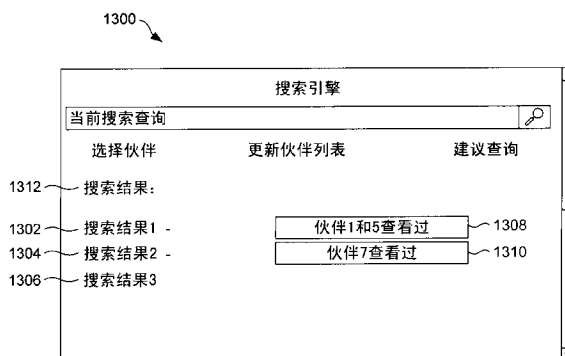 1300
搜索引擎
当前搜索查询
选择伙伴 更新伙伴列表 建议查询
1312 搜索结果：
1302 搜索结果1 - 伙伴1和5查看过 1308
1304 搜索结果2 - 伙伴7查看过 1310
1306 搜索结果3